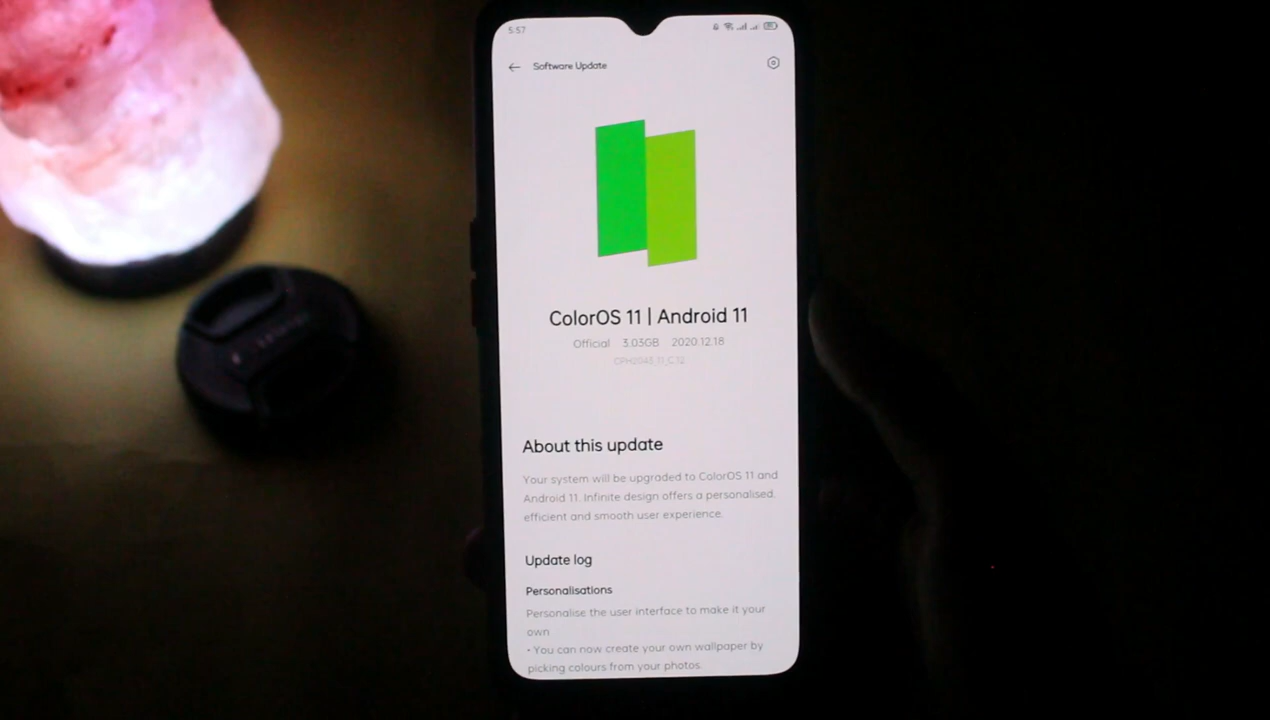 5:57
Software Update
ColorOS 11 | Android 11
Official 3.03GB 2020.12.18
About this update
Your system will be upgraded to ColorOS 11 and
Android 11. Infinite design offers a personalised,
efficient and smooth user experience.
Update log
Personalisations
Personalise the user interface to make it your
own
• You can now create your own wallpaper by
picking colours from your photos.